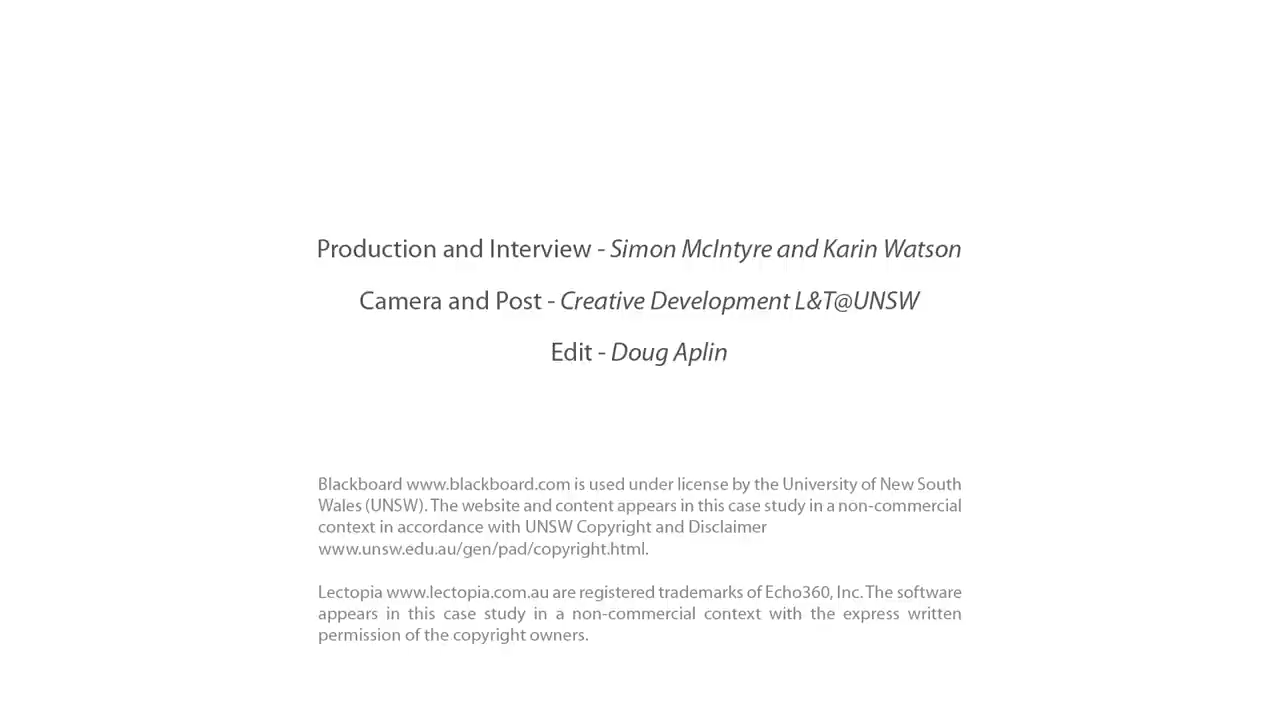 Production and Interview - Simon McIntyre and Karin Watson
Camera and Post - Creative Development L&T@UNSW
Edit - Doug Aplin
Blackboard www.blackboard.com is used under license by the University of New South
Wales (UNSW). The website and content appears in this case study in a non-commercial
context in accordance with UNSW Copyright and Disclaimer
www.unsw.edu.au/gen/pad/copyright.html.
Lectopia www.lectopia.com.au are registered trademarks of Echo360, Inc. The software
appears in this case study in a non-commercial context with the express written
permission of the copyright owners.